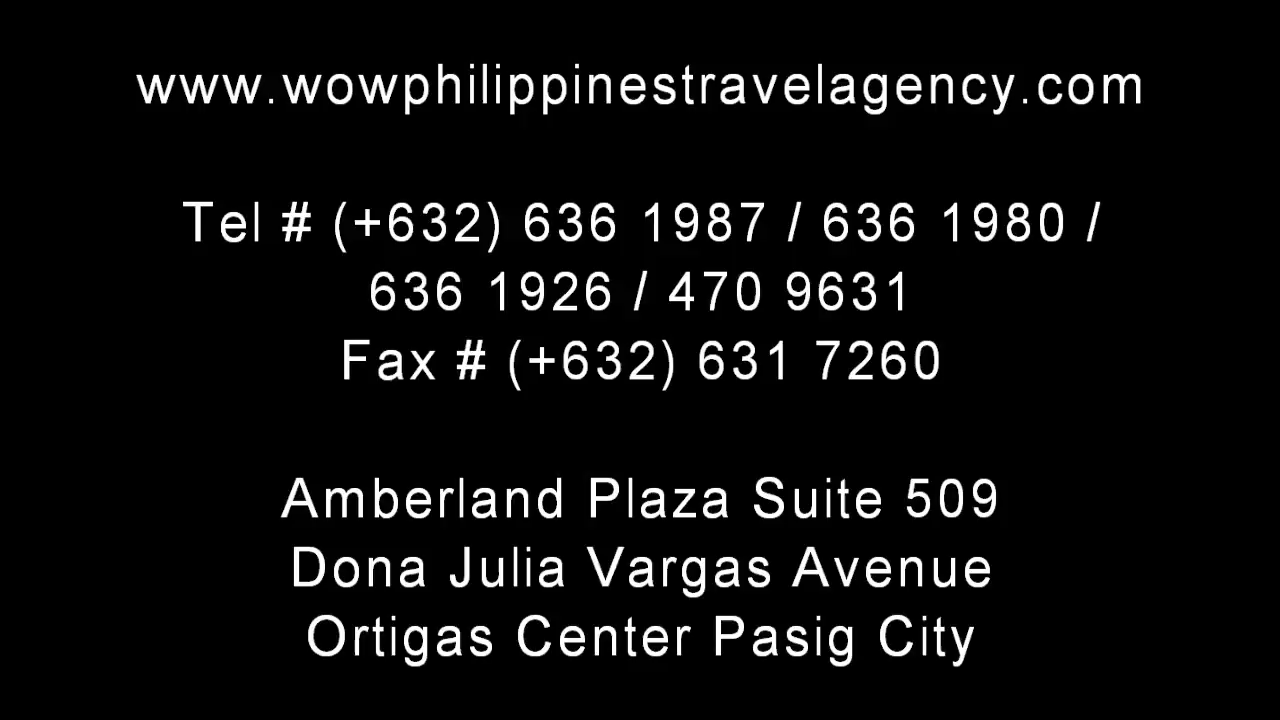 www.wowphilippinestravelagency.com
Tel # (+632) 636 1987 / 636 1980 /
636 1926 / 470 9631
Fax # (+632) 631 7260
Amberland Plaza Suite 509
Dona Julia Vargas Avenue
Ortigas Center Pasig City